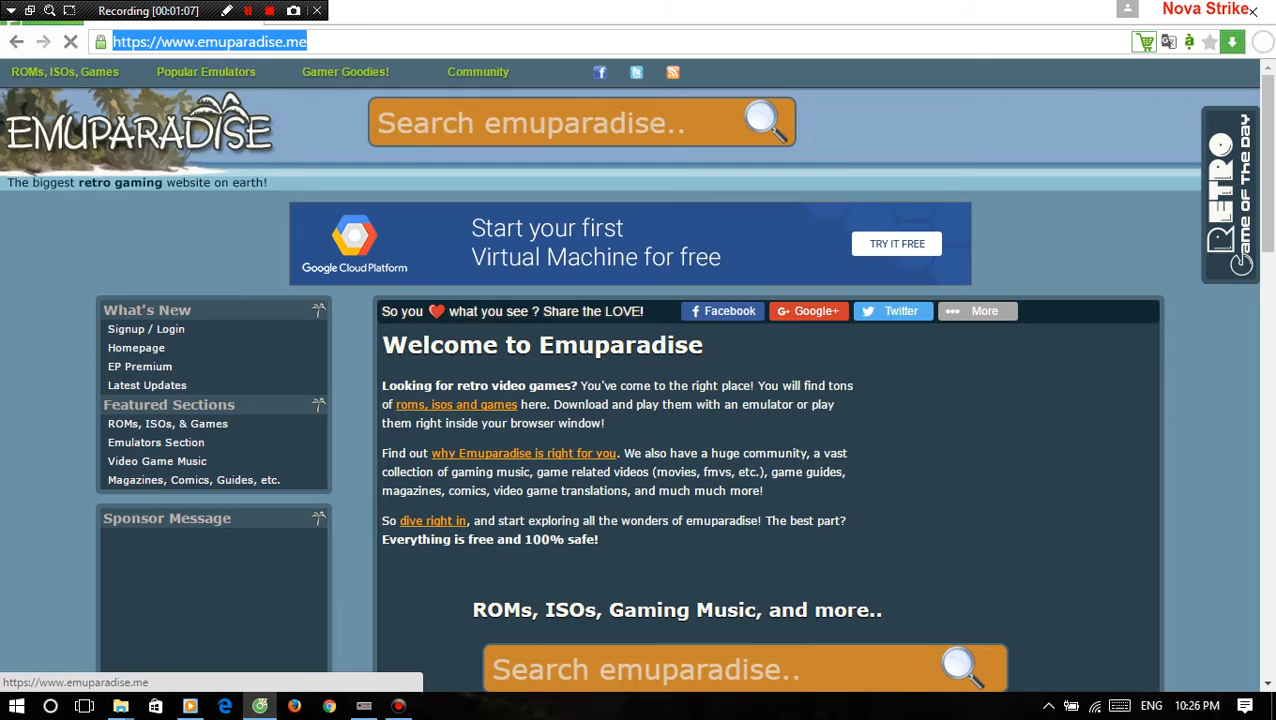 Recording [00:01:07]
Nova Strike
https://www.emuparadise.me
ROMs, ISOs, Games
Popular Emulators
Gamer Goodies!
Community
EMUPARADISE
Search emuparadise..
The biggest retro gaming website on earth!
RETRO
Game OF THE DAY
Google Cloud Platform
Start your first
Virtual Machine for free
TRY IT FREE
What's New
Signup / Login
Homepage
EP Premium
Latest Updates
Featured Sections
ROMs, ISOs, & Games
Emulators Section
Video Game Music
Magazines, Comics, Guides, etc.
Sponsor Message
So you ❤ what you see ? Share the LOVE!
Facebook
Google+
Twitter
More
Welcome to Emuparadise
Looking for retro video games? You've come to the right place! You will find tons
of roms, isos and games here. Download and play them with an emulator or play
them right inside your browser window!
Find out why Emuparadise is right for you. We also have a huge community, a vast
collection of gaming music, game related videos (movies, fmvs, etc.), game guides,
magazines, comics, video game translations, and much much more!
So dive right in, and start exploring all the wonders of emuparadise! The best part?
Everything is free and 100% safe!
ROMs, ISOs, Gaming Music, and more..
Search emuparadise..
https://www.emuparadise.me
ENG
10:26 PM